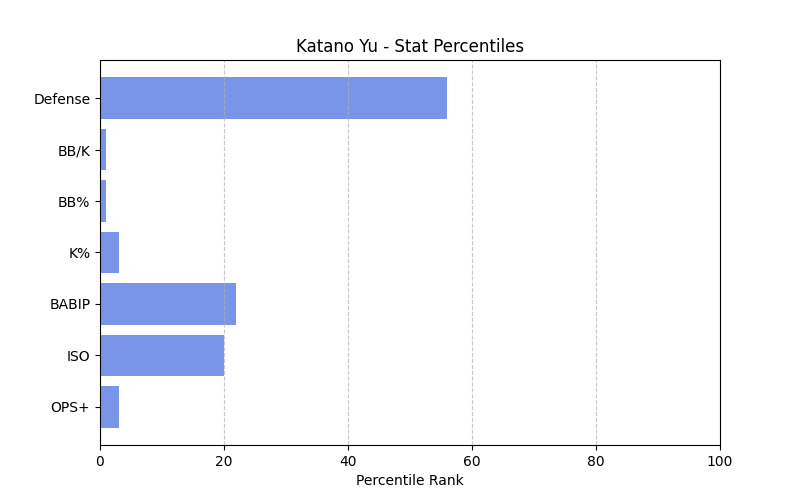 Katano Yu - Stat Percentiles
Defense
BB/K
BB%
K%
BABIP
ISO
OPS+
0 20 40 60 80 100
Percentile Rank